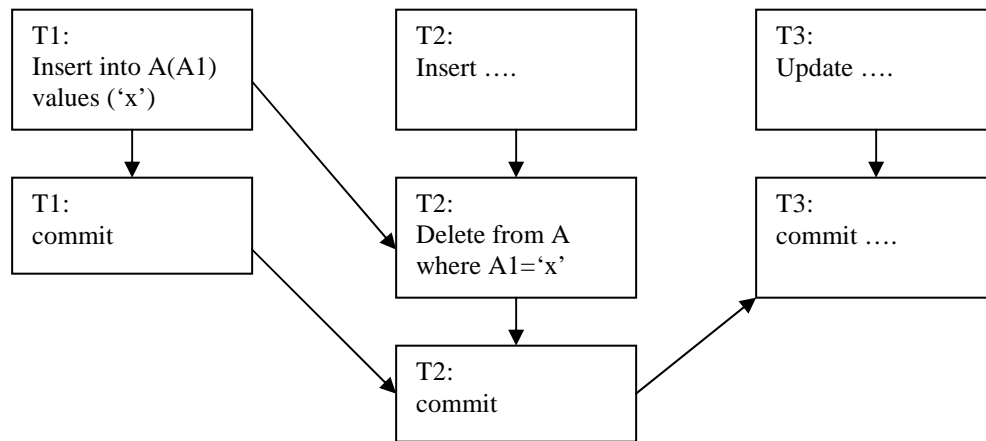 T1:
Insert into A(A1)
values (‘x’)
T2:
Insert ….
T3:
Update ….
T1:
commit
T2:
Delete from A
where A1=‘x’
T3:
commit ….
T2:
commit